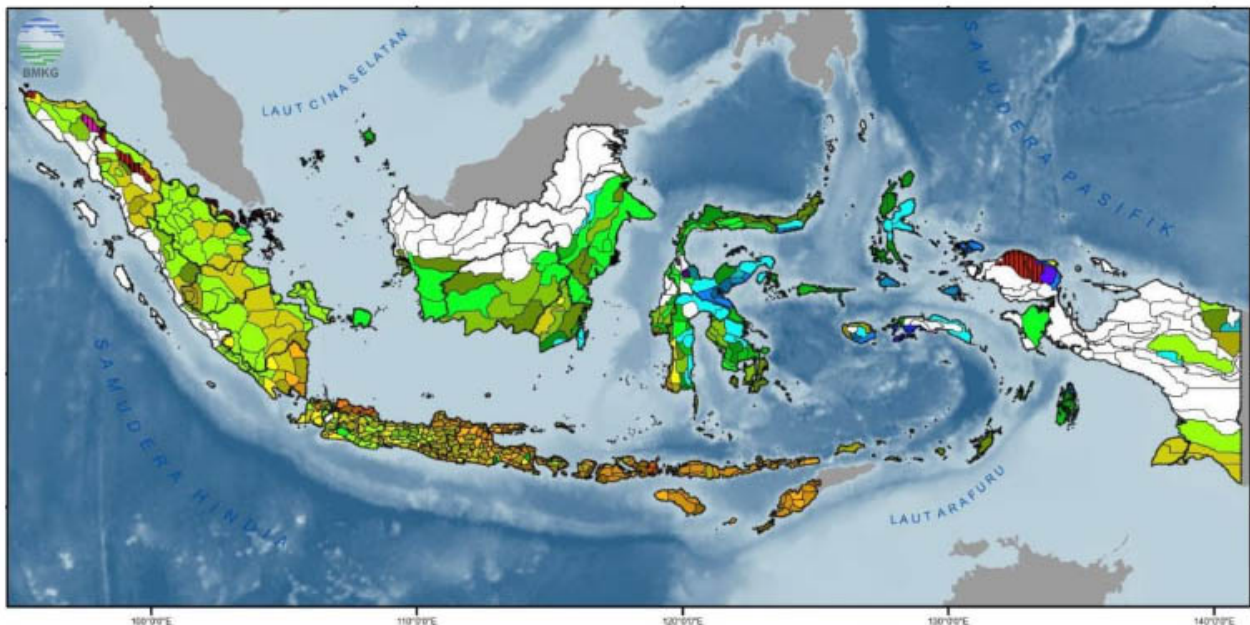 BMKG
LAUT CINA SELATAN
SAMUDERA PASIFIK
SAMUDERA HINDIA
LAUT ARAFURU
100°0'0"E
110°0'0"E
120°0'0"E
130°0'0"E
140°0'0"E